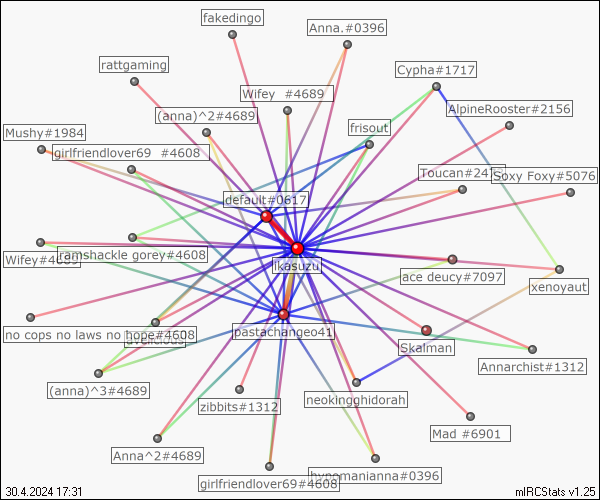 fakedingo
Anna.#0396
rattgaming
Cypha#1717
Wifey #4689
AlpineRooster#2156
(anna)^2#4689
frisout
Mushy#1984
girlfriendlover69 #4608
Toucan#247
Soxy Foxy#5076
default#0617
Wifey#4689
ramshackle gorey#4608
ikasuzu
ace deucy#7097
xenoyaut
no cops no laws no hope#4608
pastachangeo41
Skalman
Annarchist#1312
(anna)^3#4689
zibbits#1312
neokingghidorah
Mad #6901
Anna^2#4689
girlfriendlover69#4608
hypnomanianna#0396
30.4.2024 17:31
mIRCStats v1.25